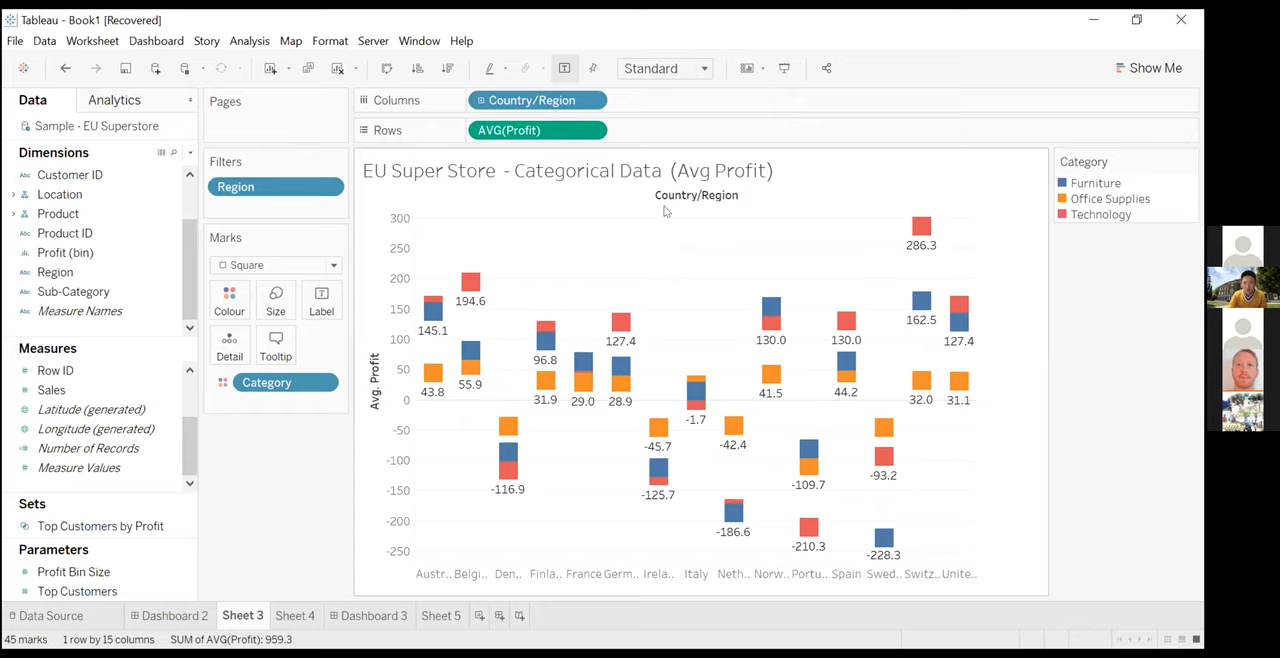 Tableau - Book1 [Recovered]
File Data Worksheet Dashboard Story Analysis Map Format Server Window Help
Standard
Show Me
Data Analytics
Sample - EU Superstore
Dimensions
Abc Customer ID
Location
Product
Abc Product ID
Profit (bin)
Abc Region
Abc Sub-Category
Abc Measure Names
Measures
# Row ID
# Sales
Latitude (generated)
Longitude (generated)
Number of Records
# Measure Values
Sets
Top Customers by Profit
Parameters
# Profit Bin Size
# Top Customers
Pages
Filters
Region
Marks
Square
Colour Size Label
Detail Tooltip
Category
Columns Country/Region
Rows AVG(Profit)
EU Super Store - Categorical Data (Avg Profit)
Country/Region
Avg. Profit
300
250
200
150
100
50
0
-50
-100
-150
-200
-250
145.1
43.8
194.6
55.9
-116.9
96.8
31.9
29.0
127.4
28.9
-45.7
-125.7
-1.7
-42.4
-186.6
130.0
41.5
-109.7
-210.3
130.0
44.2
-93.2
-228.3
286.3
162.5
32.0
127.4
31.1
Austr.. Belgi.. Den.. Finla.. France Germ.. Irela.. Italy Neth.. Norw.. Portu.. Spain Swed.. Switz.. Unite..
Category
Furniture
Office Supplies
Technology
Data Source Dashboard 2 Sheet 3 Sheet 4 Dashboard 3 Sheet 5
45 marks 1 row by 15 columns SUM of AVG(Profit): 959.3